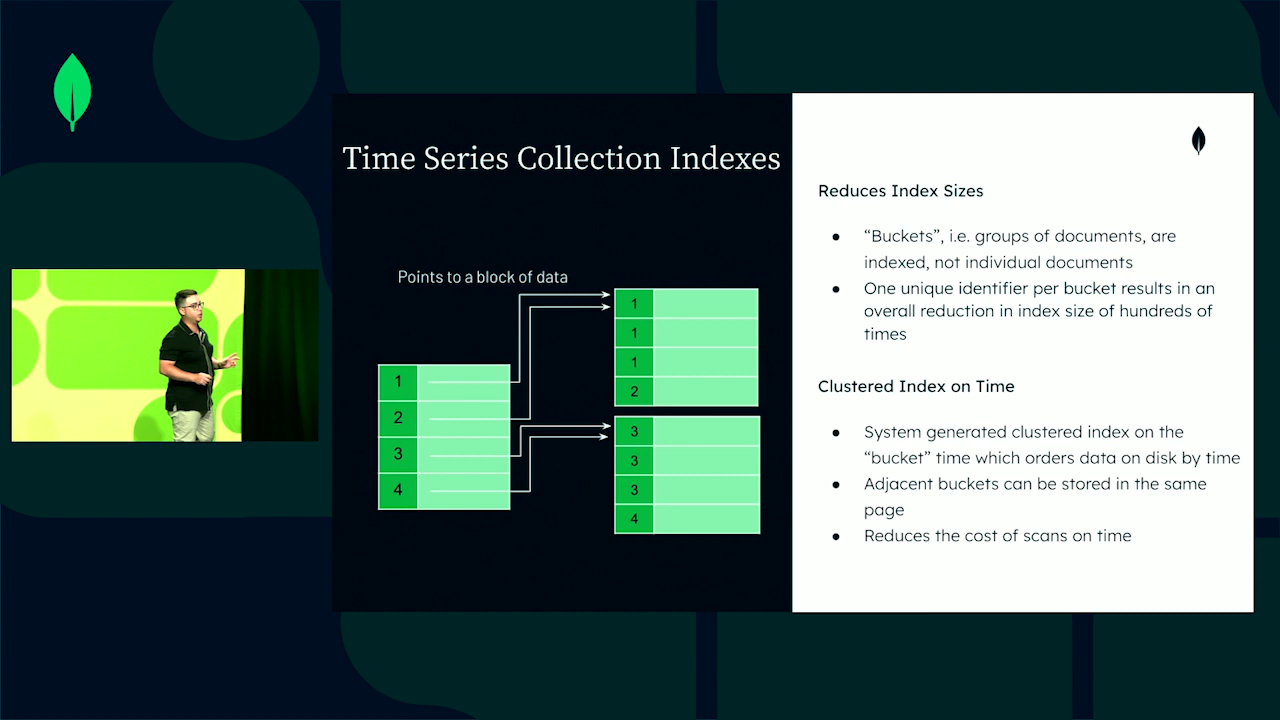 Time Series Collection Indexes
Points to a block of data
1
2
3
4
1
1
1
2
3
3
3
4
Reduces Index Sizes
● “Buckets”, i.e. groups of documents, are
indexed, not individual documents
● One unique identifier per bucket results in an
overall reduction in index size of hundreds of
times
Clustered Index on Time
● System generated clustered index on the
“bucket” time which orders data on disk by time
● Adjacent buckets can be stored in the same
page
● Reduces the cost of scans on time